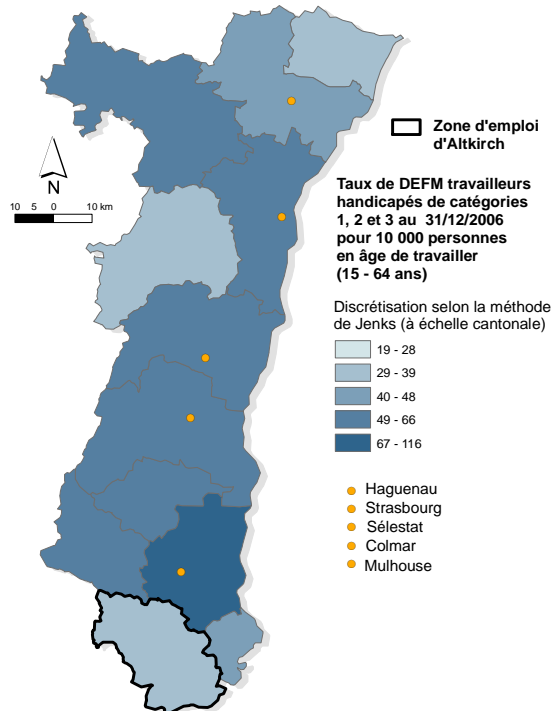 N
10 5 0 10 km
Zone d'emploi
d'Altkirch
Taux de DEFM travailleurs
handicapés de catégories
1, 2 et 3 au 31/12/2006
pour 10 000 personnes
en âge de travailler
(15 - 64 ans)
Discrétisation selon la méthode
de Jenks (à échelle cantonale)
19 - 28
29 - 39
40 - 48
49 - 66
67 - 116
Haguenau
Strasbourg
Sélestat
Colmar
Mulhouse